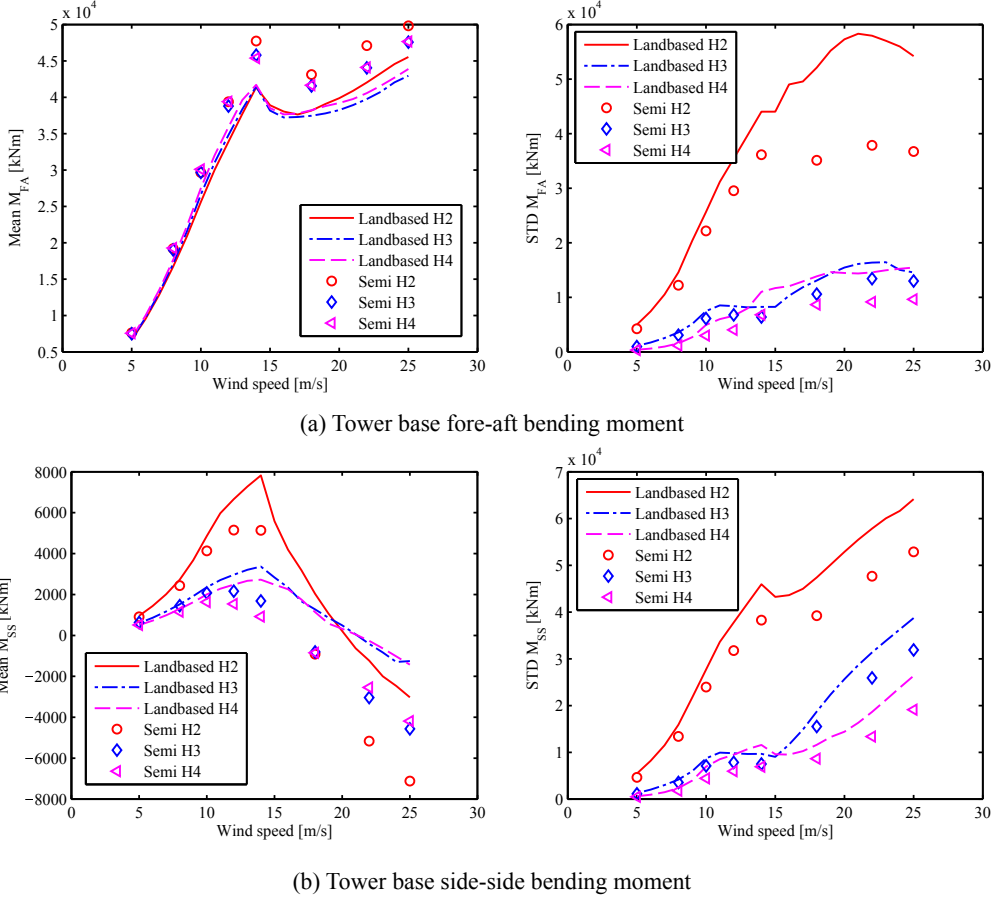 x 10^4
5
4.5
4
3.5
3
2.5
2
1.5
1
0.5
Mean M_FA [kNm]
Landbased H2
Landbased H3
Landbased H4
Semi H2
Semi H3
Semi H4
0 5 10 15 20 25 30
Wind speed [m/s]
x 10^4
6
5
4
3
2
1
0
STD M_FA [kNm]
Landbased H2
Landbased H3
Landbased H4
Semi H2
Semi H3
Semi H4
0 5 10 15 20 25 30
Wind speed [m/s]
(a) Tower base fore-aft bending moment
8000
6000
4000
2000
0
−2000
−4000
−6000
−8000
Mean M_SS [kNm]
Landbased H2
Landbased H3
Landbased H4
Semi H2
Semi H3
Semi H4
0 5 10 15 20 25 30
Wind speed [m/s]
x 10^4
7
6
5
4
3
2
1
0
STD M_SS [kNm]
Landbased H2
Landbased H3
Landbased H4
Semi H2
Semi H3
Semi H4
0 5 10 15 20 25 30
Wind speed [m/s]
(b) Tower base side-side bending moment